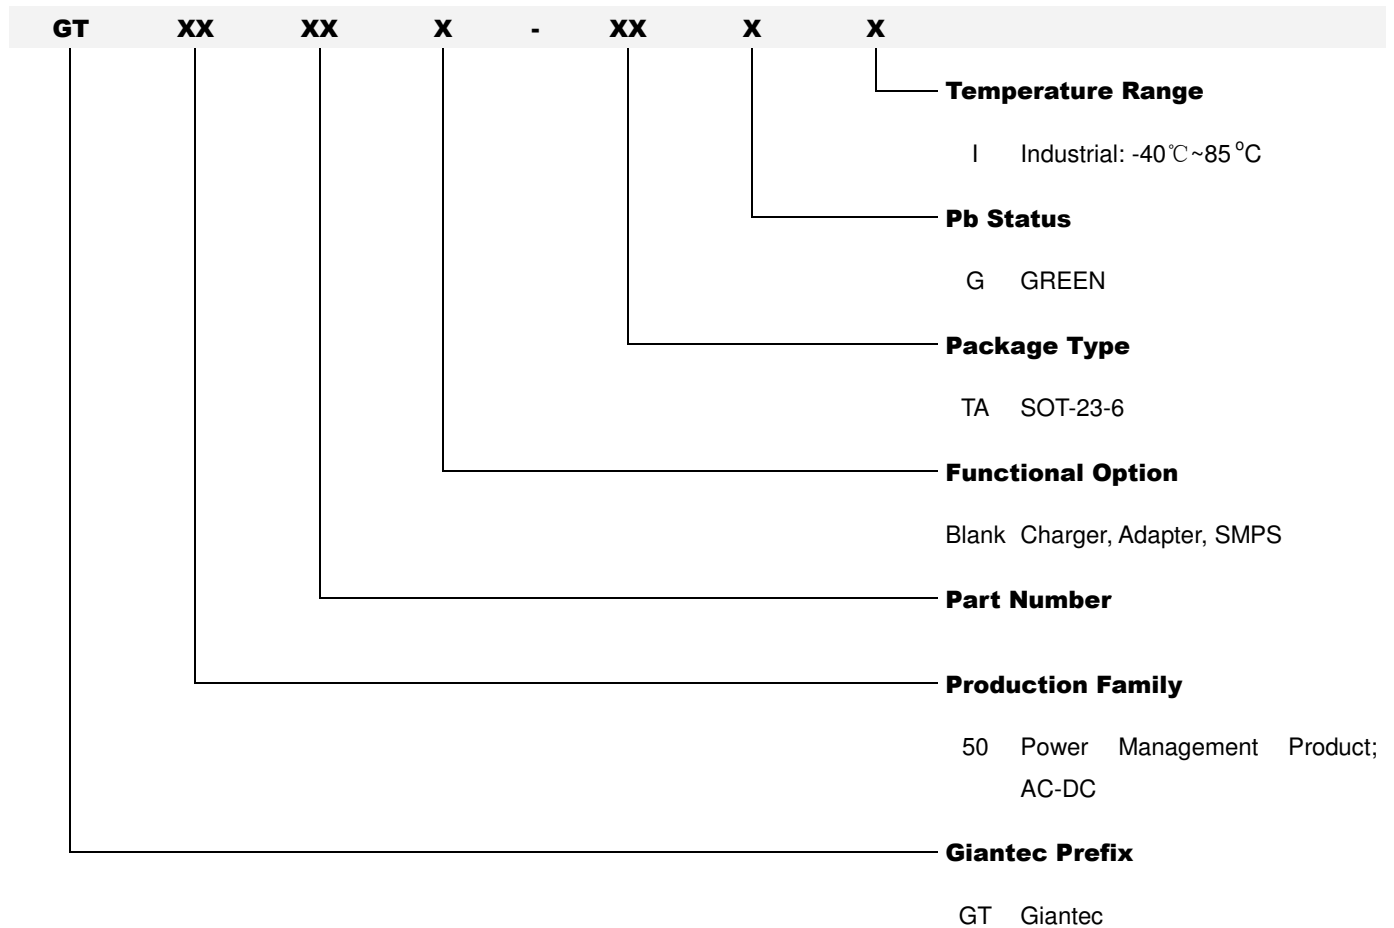 GT XX XX X - XX X X
Temperature Range
I Industrial: -40℃~85 °C
Pb Status
G GREEN
Package Type
TA SOT-23-6
Functional Option
Blank Charger, Adapter, SMPS
Part Number
Production Family
50 Power Management Product;
AC-DC
Giantec Prefix
GT Giantec